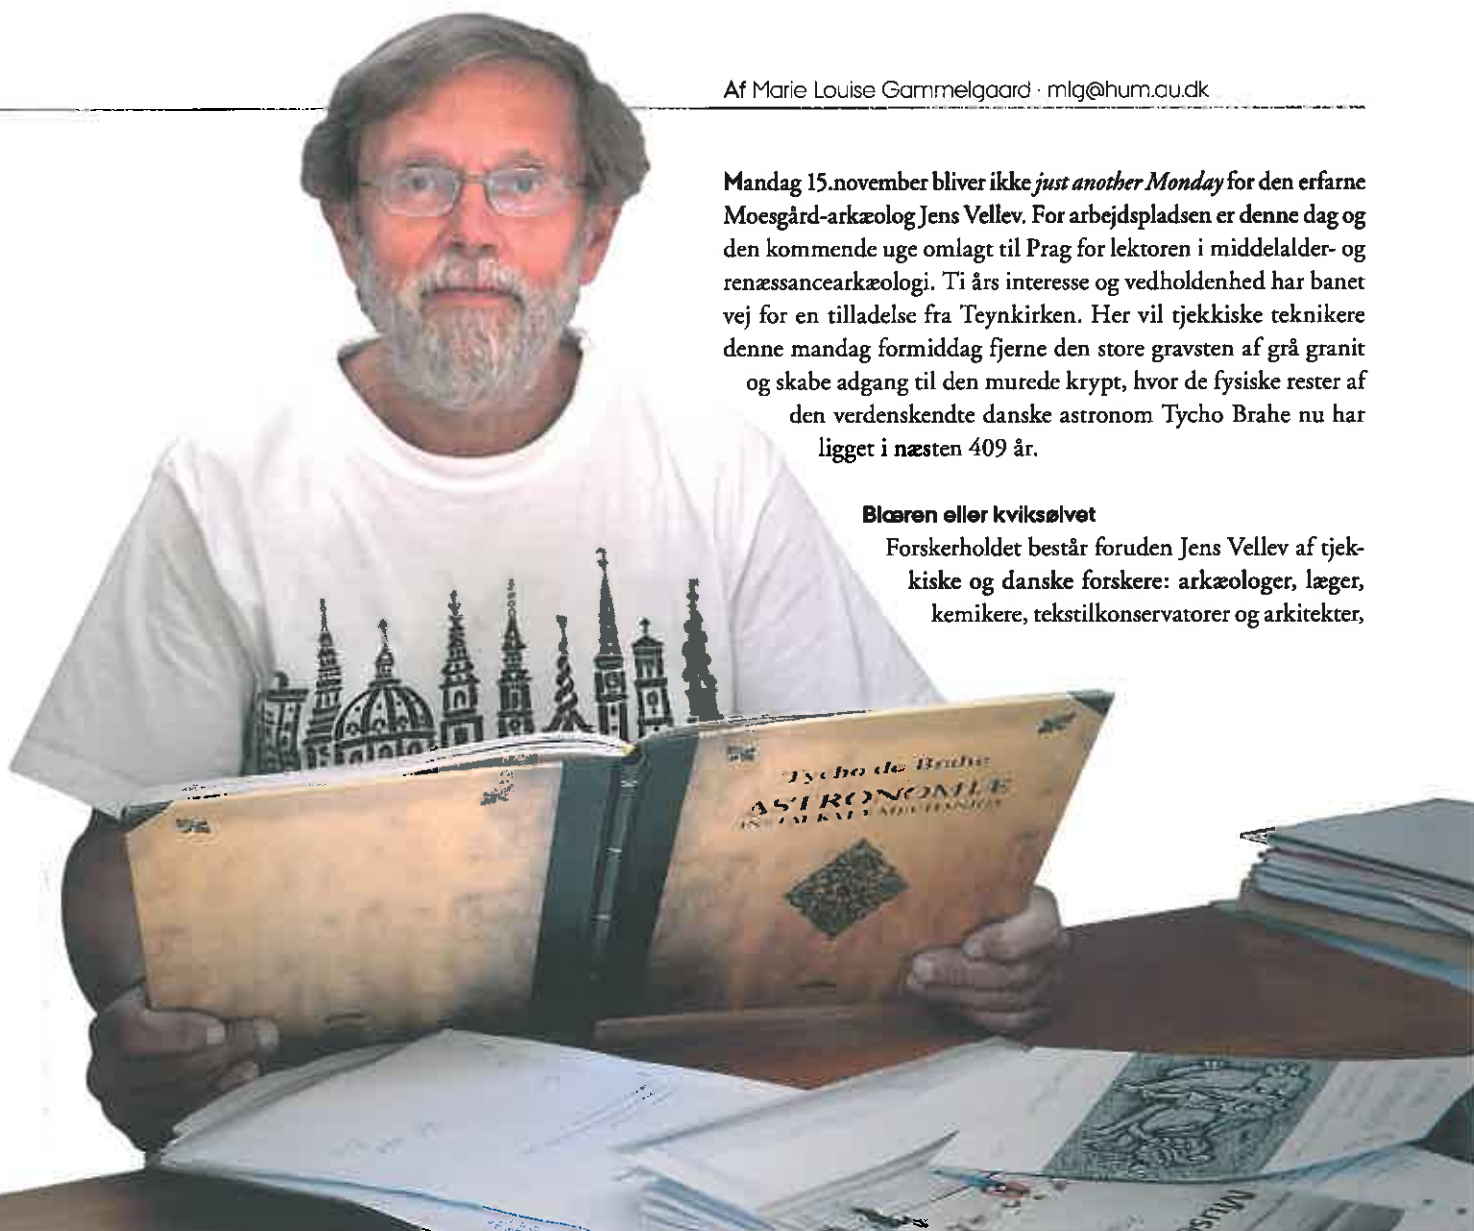 Af Marie Louise Gammelgaard · mlg@hum.au.dk
Mandag 15.november bliver ikke just another Monday for den erfarne
Moesgård-arkæolog Jens Vellev. For arbejdspladsen er denne dag og
den kommende uge omlagt til Prag for lektoren i middelalder- og
renæssancearkæologi. Ti års interesse og vedholdenhed har banet
vej for en tilladelse fra Teynkirken. Her vil tjekkiske teknikere
denne mandag formiddag fjerne den store gravsten af grå granit
og skabe adgang til den murede krypt, hvor de fysiske rester af
den verdenskendte danske astronom Tycho Brahe nu har
ligget i næsten 409 år.
Blæren eller kviksølvet
Forskerholdet består foruden Jens Vellev af tjek-
kiske og danske forskere: arkæologer, læger,
kemikere, tekstilkonservatorer og arkitekter,
Tycho de Brahe
ASTRONOMIÆ